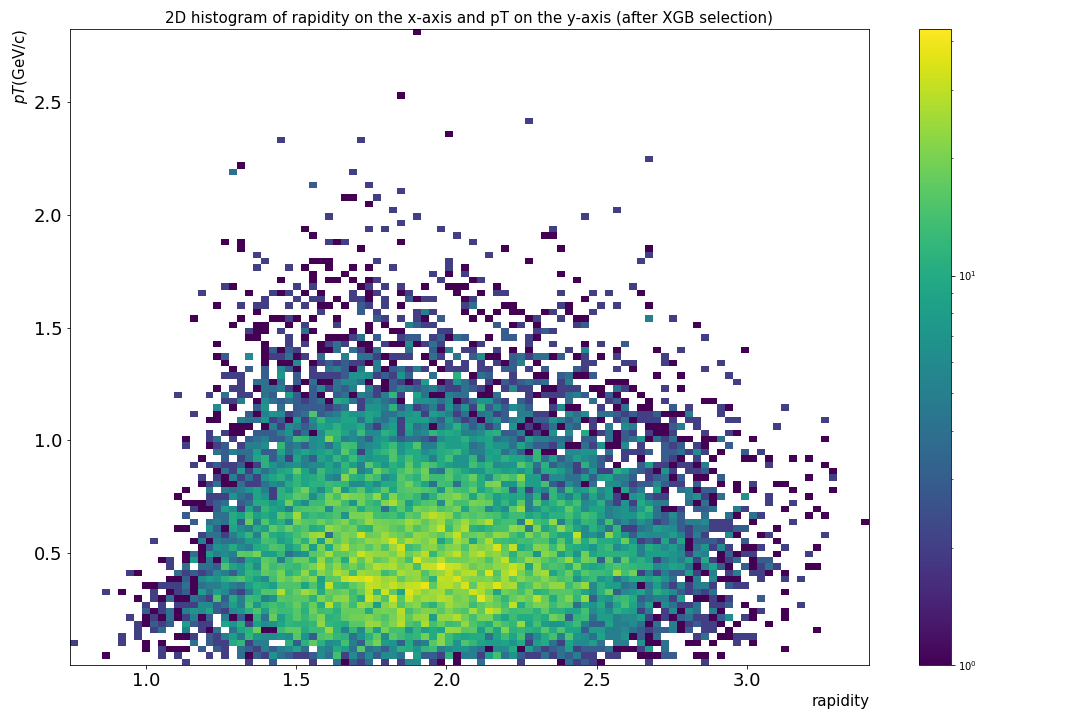 2D histogram of rapidity on the x-axis and pT on the y-axis (after XGB selection)
pT(GeV/c)
2.5
2.0
1.5
1.0
0.5
1.0 1.5 2.0 2.5 3.0
rapidity
10¹
10⁰